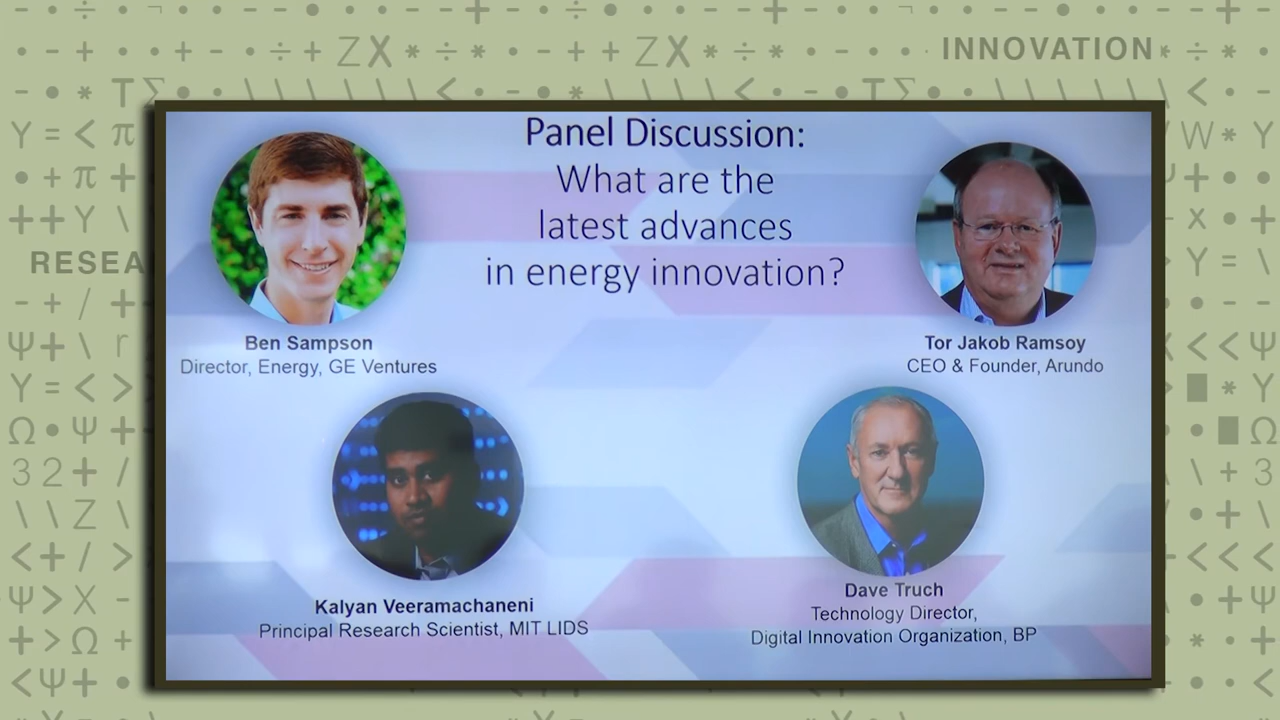 INNOVATION
RESEA
Panel Discussion:
What are the
latest advances
in energy innovation?
Ben Sampson
Director, Energy, GE Ventures
Tor Jakob Ramsoy
CEO & Founder, Arundo
Kalyan Veeramachaneni
Principal Research Scientist, MIT LIDS
Dave Truch
Technology Director,
Digital Innovation Organization, BP